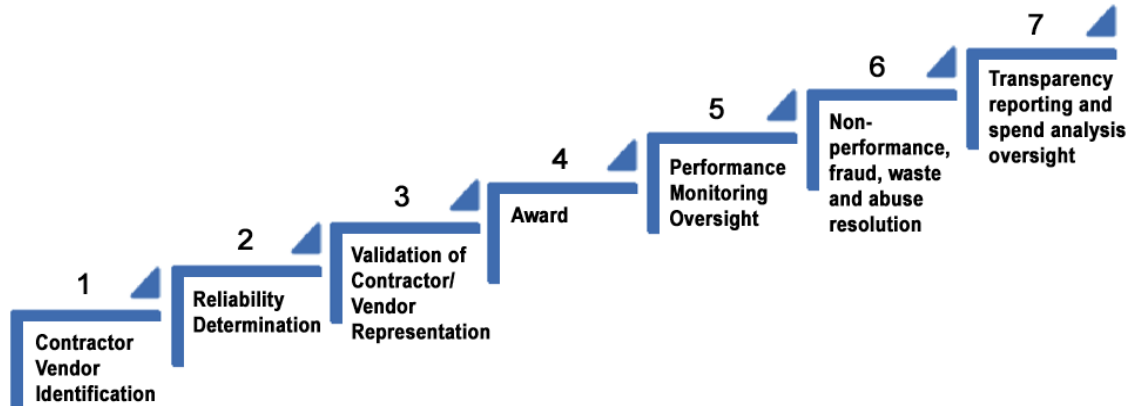 1
Contractor
Vendor
Identification
2
Reliability
Determination
3
Validation of
Contractor/
Vendor
Representation
4
Award
5
Performance
Monitoring
Oversight
6
Non-
performance,
fraud, waste
and abuse
resolution
7
Transparency
reporting and
spend analysis
oversight